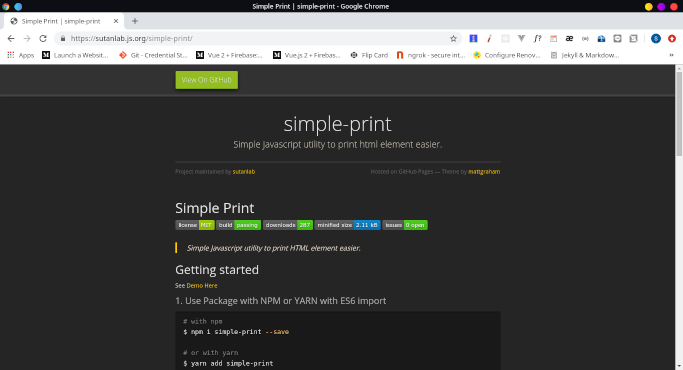 Simple Print | simple-print - Google Chrome
Simple Print | simple-print
https://sutanlab.js.org/simple-print/
Apps Launch a Websit... Git - Credential St... Vue 2 + Firebase:... Vue.js 2 + Firebas... Flip Card ngrok - secure int... Configure Renov... Jekyll & Markdow...
View On GitHub
simple-print
Simple Javascript utility to print html element easier.
Project maintained by sutanlab Hosted on GitHub Pages — Theme by mattgraham
Simple Print
license MIT build passing downloads 287 minified size 2.11 kB issues 0 open
Simple Javascript utility to print HTML element easier.
Getting started
See Demo Here
1. Use Package with NPM or YARN with ES6 import
# with npm
$ npm i simple-print --save
# or with yarn
$ yarn add simple-print